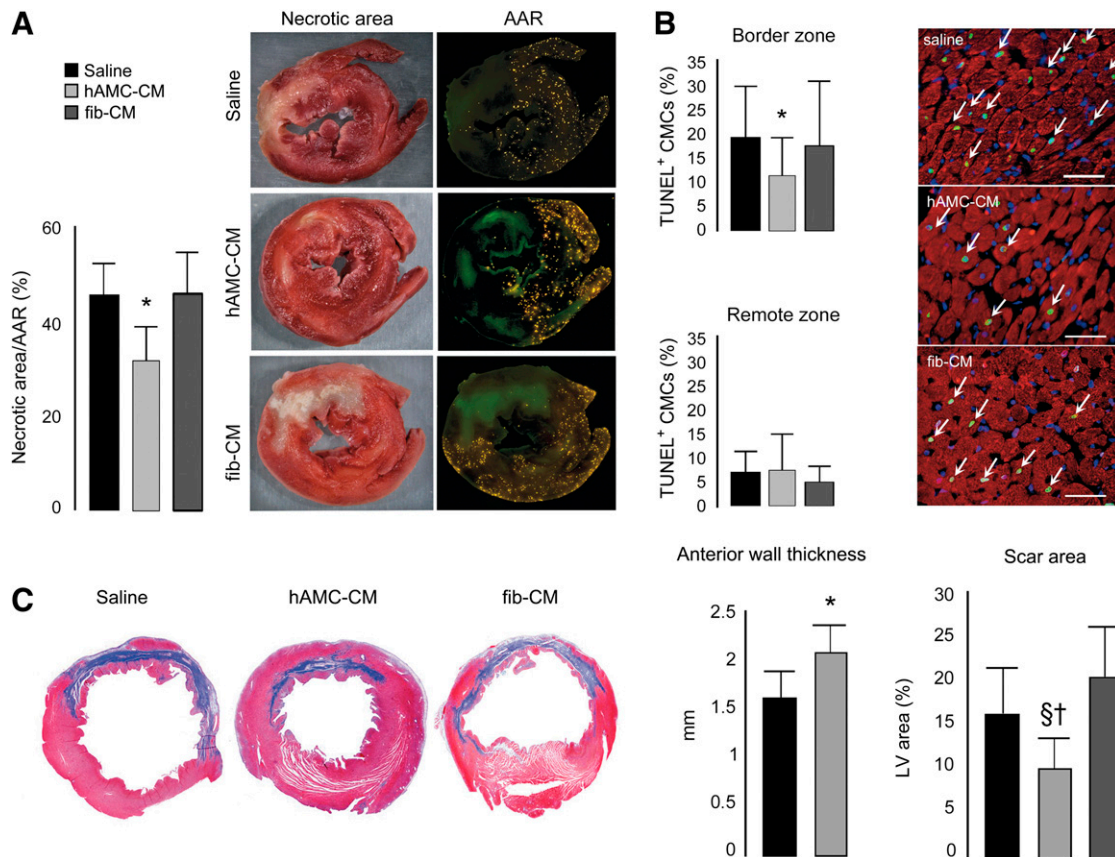 A
Saline
hAMC-CM
fib-CM
Necrotic area/AAR (%)
60
40
20
0
*
Necrotic area
AAR
Saline
hAMC-CM
fib-CM
B
Border zone
TUNEL+ CMCs (%)
35
30
25
20
15
10
5
0
*
Remote zone
TUNEL+ CMCs (%)
35
30
25
20
15
10
5
0
saline
hAMC-CM
fib-CM
C
Saline
hAMC-CM
fib-CM
Anterior wall thickness
mm
2.5
2
1.5
1
0.5
0
*
Scar area
LV area (%)
30
25
20
15
10
5
0
§†